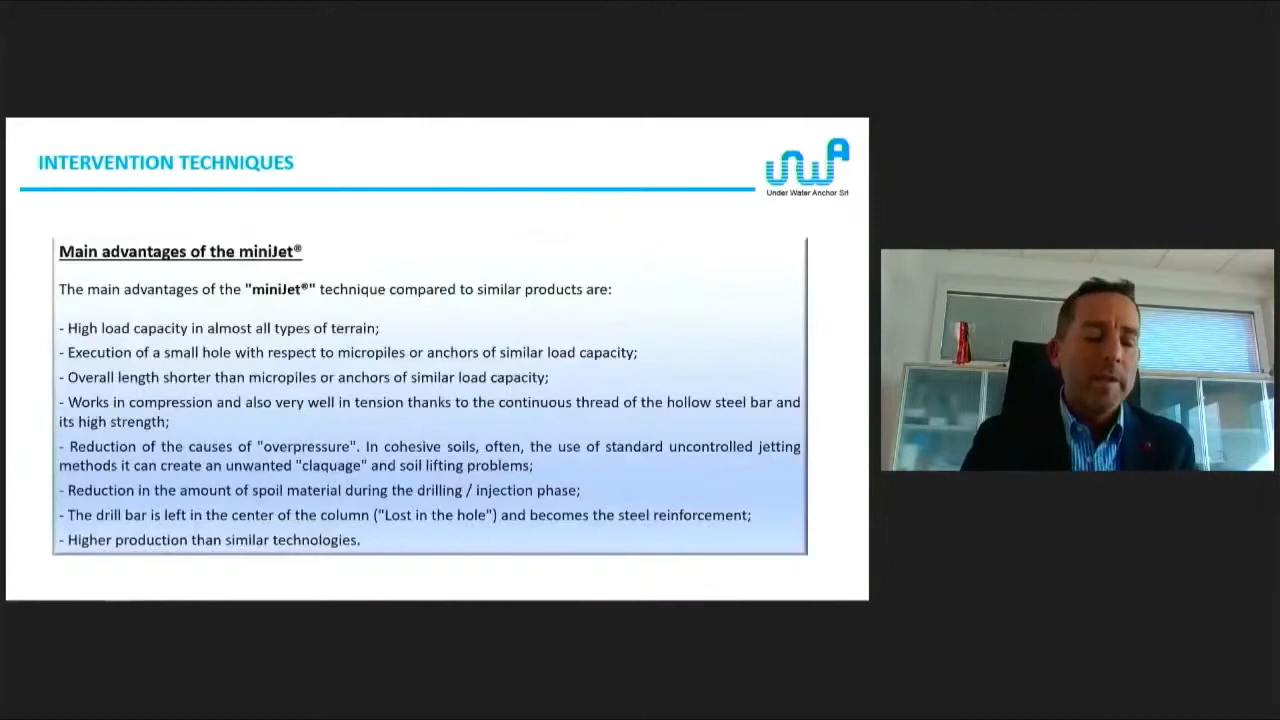 INTERVENTION TECHNIQUES
UWA
Under Water Anchor Srl
Main advantages of the miniJet®
The main advantages of the "miniJet®" technique compared to similar products are:
- High load capacity in almost all types of terrain;
- Execution of a small hole with respect to micropiles or anchors of similar load capacity;
- Overall length shorter than micropiles or anchors of similar load capacity;
- Works in compression and also very well in tension thanks to the continuous thread of the hollow steel bar and
its high strength;
- Reduction of the causes of "overpressure". In cohesive soils, often, the use of standard uncontrolled jetting
methods it can create an unwanted "claquage" and soil lifting problems;
- Reduction in the amount of spoil material during the drilling / injection phase;
- The drill bar is left in the center of the column ("Lost in the hole") and becomes the steel reinforcement;
- Higher production than similar technologies.